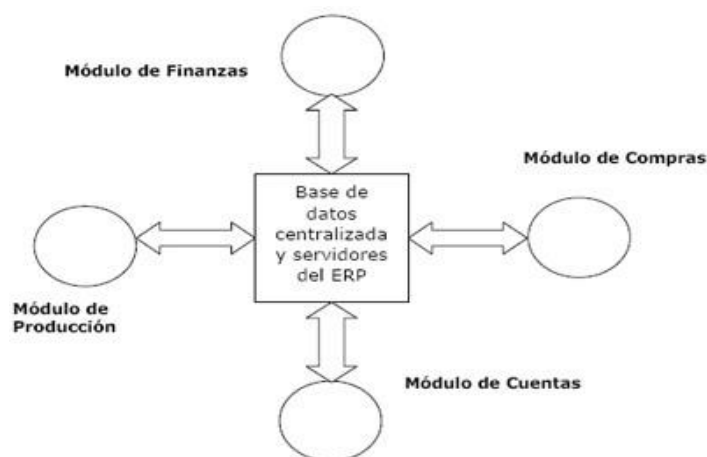 Módulo de Finanzas
Módulo de Compras
Base de
datos
centralizada
y servidores
del ERP
Módulo de
Producción
Módulo de Cuentas